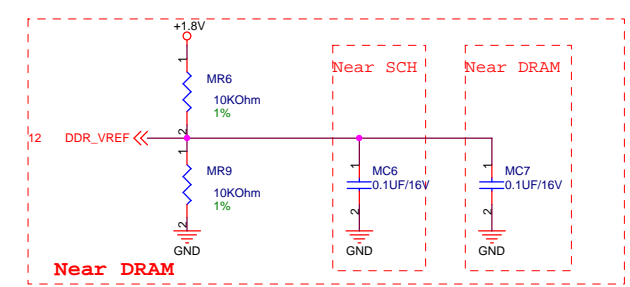 +1.8V
Near SCH
Near DRAM
1
MR6
10KOhm
1%
2
12 DDR_VREF
1
MR9
10KOhm
1%
2
1
MC6
0.1UF/16V
2
1
MC7
0.1UF/16V
2
GND
GND
GND
Near DRAM